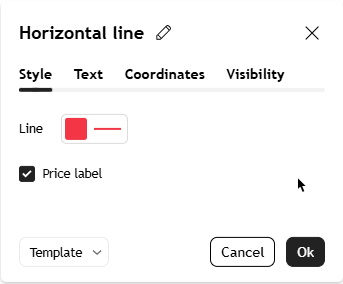 Horizontal line
Style Text Coordinates Visibility
Line
Price label
Template Cancel Ok